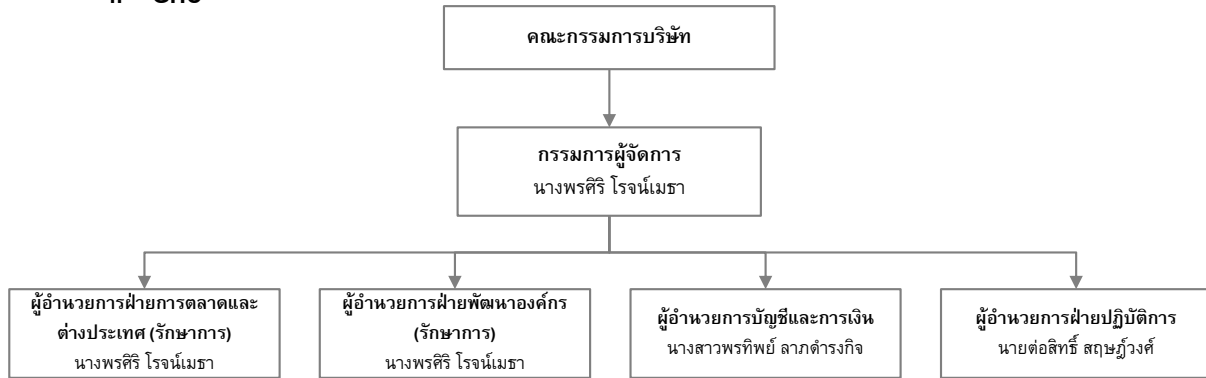 คณะกรรมการบริษัท
กรรมการผู้จัดการ
นางพรศิริ โรจน์เมธา
ผู้อำนวยการฝ่ายการตลาดและ
ต่างประเทศ (รักษาการ)
นางพรศิริ โรจน์เมธา
ผู้อำนวยการฝ่ายพัฒนาองค์กร
(รักษาการ)
นางพรศิริ โรจน์เมธา
ผู้อำนวยการบัญชีและการเงิน
นางสาวพรทิพย์ ลาภดำรงกิจ
ผู้อำนวยการฝ่ายปฏิบัติการ
นายต่อสิทธิ์ สฤษฎ์วงศ์